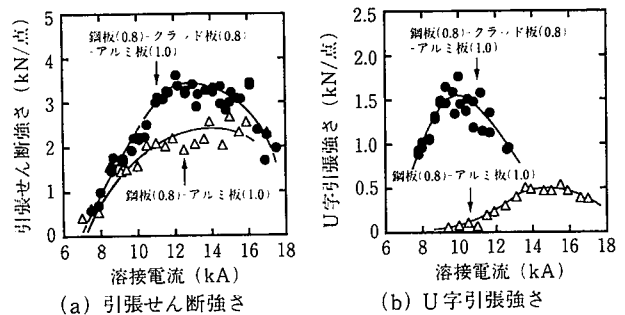 引張せん断強さ (kN/点)
5
4
3
2
1
0
鋼板(0.8)-クラッド板(0.8)
-アルミ板(1.0)
鋼板(0.8)-アルミ板(1.0)
6 8 10 12 14 16 18
溶接電流 (kA)
(a) 引張せん断強さ
U字引張強さ (kN/点)
2.5
2.0
1.5
1.0
0.5
0
鋼板(0.8)-クラッド板(0.8)
-アルミ板(1.0)
鋼板(0.8)-アルミ板(1.0)
6 8 10 12 14 16 18
溶接電流 (kA)
(b) U字引張強さ